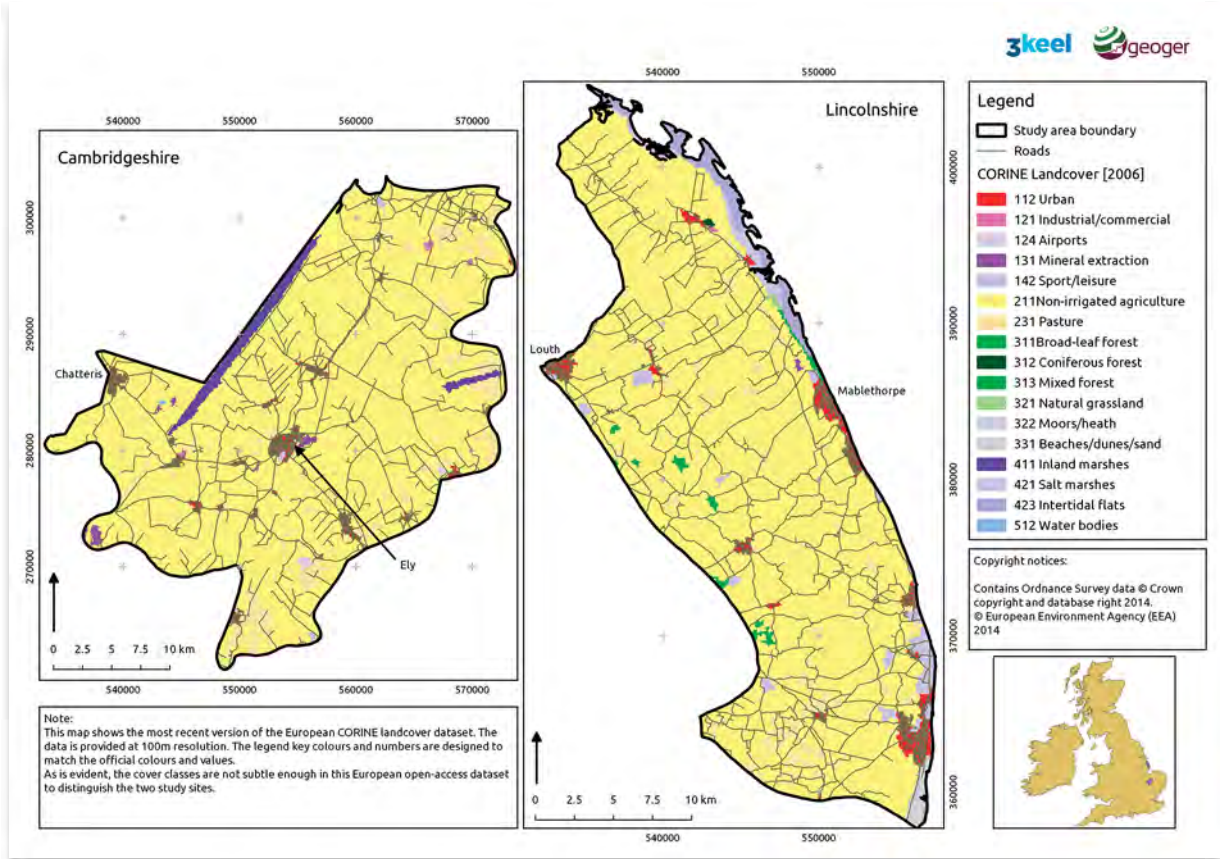 3keel
geoger
Cambridgeshire
540000
550000
560000
570000
300000
290000
280000
270000
Chatteris
Ely
0 2.5 5 7.5 10 km
540000
550000
560000
570000
Note:
This map shows the most recent version of the European CORINE landcover dataset. The
data is provided at 100m resolution. The legend key colours and numbers are designed to
match the official colours and values.
As is evident, the cover classes are not subtle enough in this European open-access dataset
to distinguish the two study sites.
540000
550000
Lincolnshire
400000
390000
380000
370000
360000
Louth
Mablethorpe
0 2.5 5 7.5 10 km
540000
550000
Legend
Study area boundary
Roads
CORINE Landcover [2006]
112 Urban
121 Industrial/commercial
124 Airports
131 Mineral extraction
142 Sport/leisure
211Non-irrigated agriculture
231 Pasture
311Broad-leaf forest
312 Coniferous forest
313 Mixed forest
321 Natural grassland
322 Moors/heath
331 Beaches/dunes/sand
411 Inland marshes
421 Salt marshes
423 Intertidal flats
512 Water bodies
Copyright notices:
Contains Ordnance Survey data © Crown
copyright and database right 2014.
© European Environment Agency (EEA)
2014